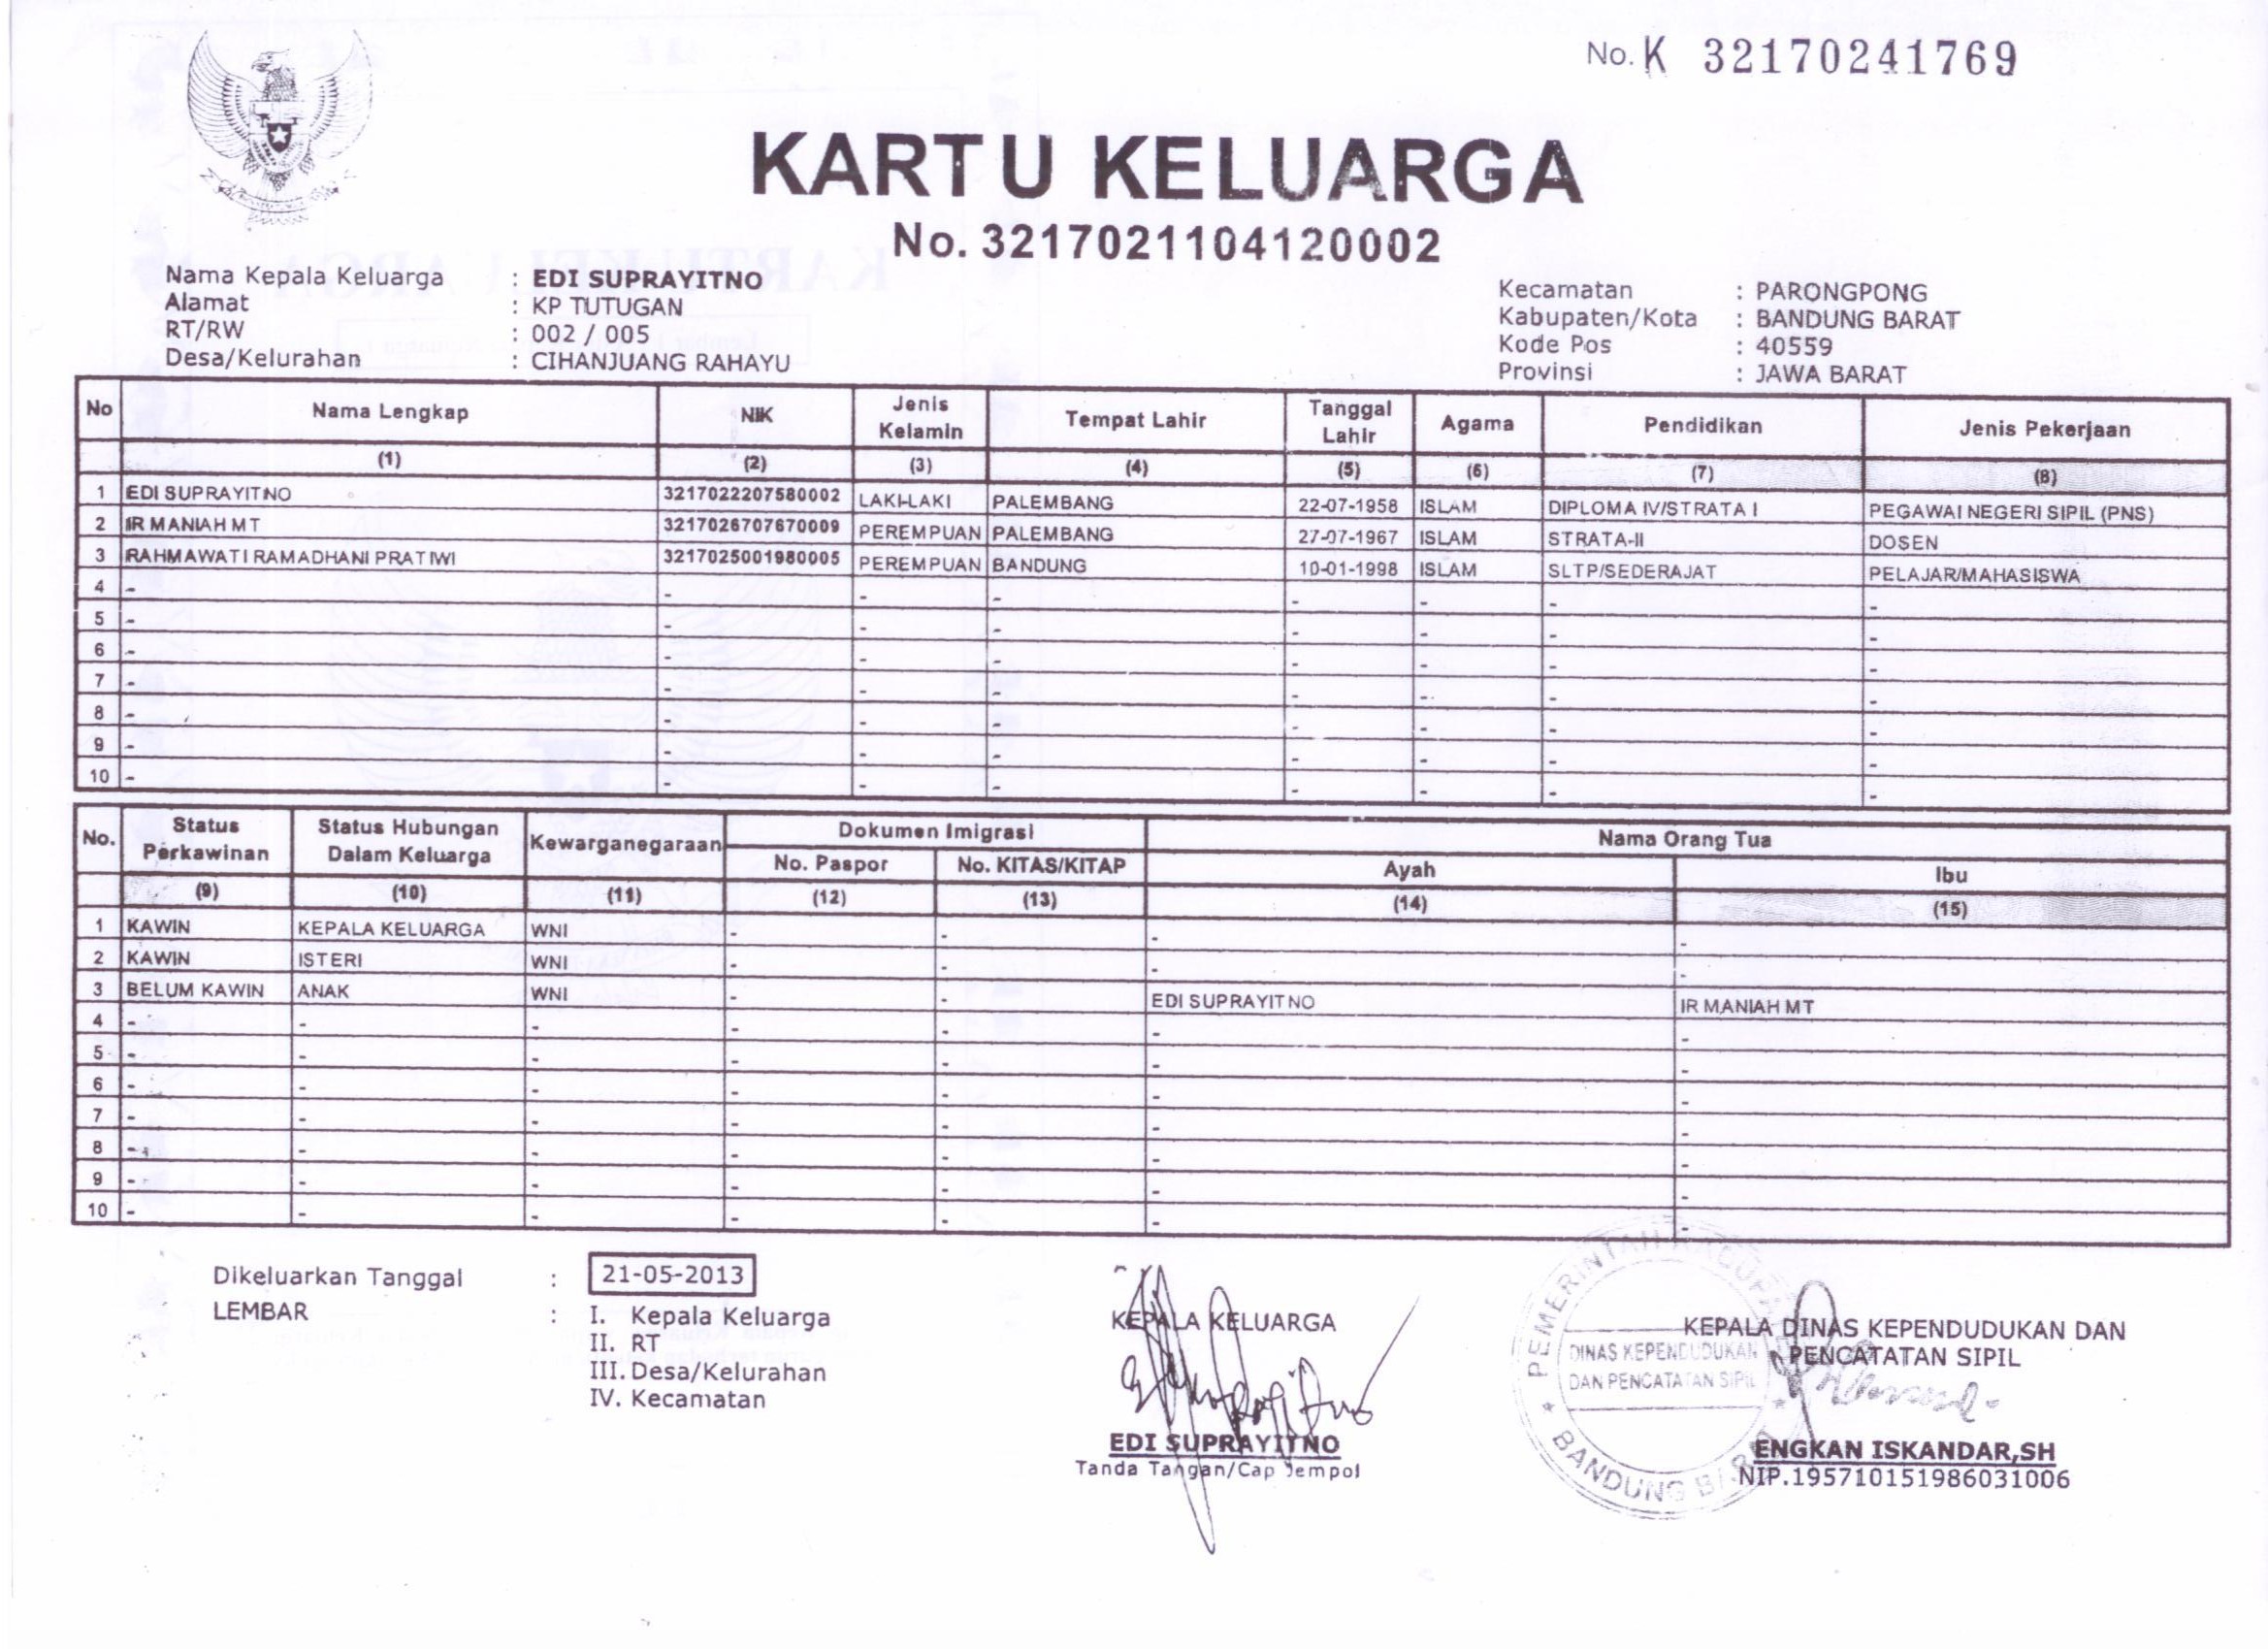 No. K 32170241769
KARTU KELUARGA
No. 3217021104120002
Nama Kepala Keluarga : EDI SUPRAYITNO
Alamat : KP TUTUGAN
RT/RW : 002 / 005
Desa/Kelurahan : CIHANJUANG RAHAYU
Kecamatan : PARONGPONG
Kabupaten/Kota : BANDUNG BARAT
Kode Pos : 40559
Provinsi : JAWA BARAT
No Nama Lengkap NIK Jenis Kelamin Tempat Lahir Tanggal Lahir Agama Pendidikan Jenis Pekerjaan
(1) (2) (3) (4) (5) (6) (7) (8)
1 EDI SUPRAYITNO 3217022207580002 LAKI-LAKI PALEMBANG 22-07-1958 ISLAM DIPLOMA IV/STRATA I PEGAWAI NEGERI SIPIL (PNS)
2 IR MANIAH MT 3217026707670009 PEREMPUAN PALEMBANG 27-07-1967 ISLAM STRATA-II DOSEN
3 RAHMAWATI RAMADHANI PRATIWI 3217025001980005 PEREMPUAN BANDUNG 10-01-1998 ISLAM SLTP/SEDERAJAT PELAJAR/MAHASISWA
4 - - - - - - - -
5 - - - - - - - -
6 - - - - - - - -
7 - - - - - - - -
8 - - - - - - - -
9 - - - - - - - -
10 - - - - - - - -
No. Status Perkawinan Status Hubungan Dalam Keluarga Kewarganegaraan Dokumen Imigrasi Nama Orang Tua
No. Paspor No. KITAS/KITAP Ayah Ibu
(9) (10) (11) (12) (13) (14) (15)
1 KAWIN KEPALA KELUARGA WNI - - - -
2 KAWIN ISTERI WNI - - - -
3 BELUM KAWIN ANAK WNI - - EDI SUPRAYITNO IR MANIAH MT
4 - - - - - - -
5 - - - - - - -
6 - - - - - - -
7 - - - - - - -
8 - - - - - - -
9 - - - - - - -
10 - - - - - - -
Dikeluarkan Tanggal : 21-05-2013
LEMBAR : I. Kepala Keluarga
II. RT
III. Desa/Kelurahan
IV. Kecamatan
KEPALA KELUARGA
EDI SUPRAYITNO
Tanda Tangan/Cap Jempol
PEMERINTAH KABUPATEN
DINAS KEPENDUDUKAN
DAN PENCATATAN SIPIL
BANDUNG BARAT
KEPALA DINAS KEPENDUDUKAN DAN
PENCATATAN SIPIL
ENGKAN ISKANDAR,SH
NIP.195710151986031006